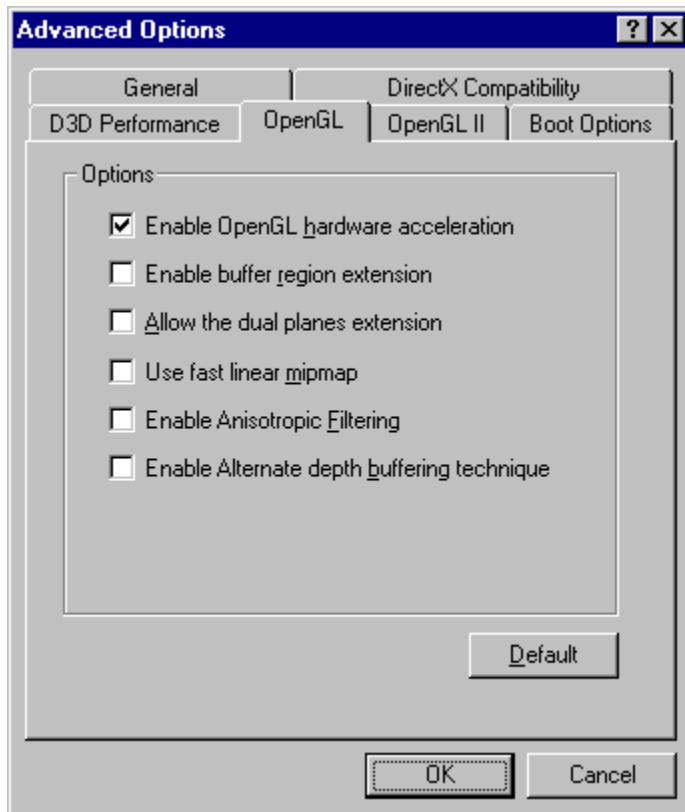 Advanced Options
General DirectX Compatibility
D3D Performance OpenGL OpenGL II Boot Options
Options
Enable OpenGL hardware acceleration
Enable buffer region extension
Allow the dual planes extension
Use fast linear mipmap
Enable Anisotropic Filtering
Enable Alternate depth buffering technique
Default
OK Cancel